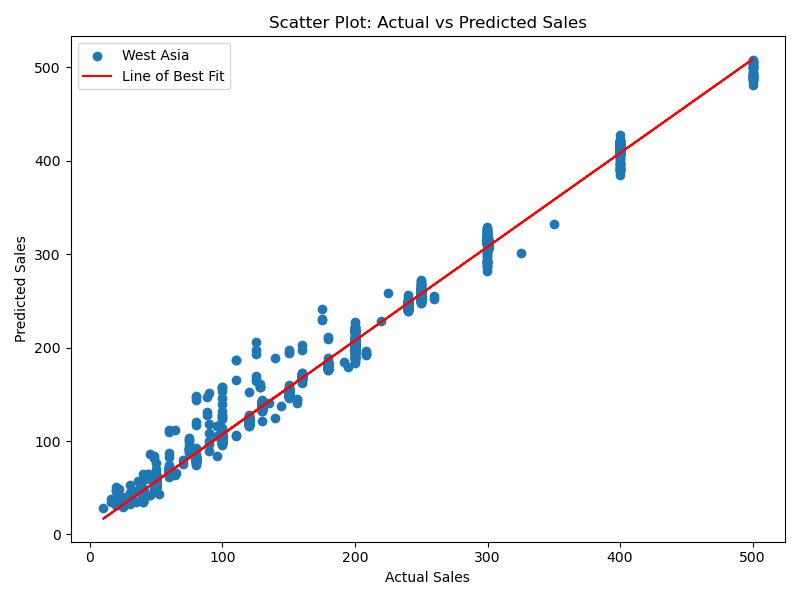 Scatter Plot: Actual vs Predicted Sales
West Asia
Line of Best Fit
Predicted Sales
500
400
300
200
100
0
0 100 200 300 400 500
Actual Sales